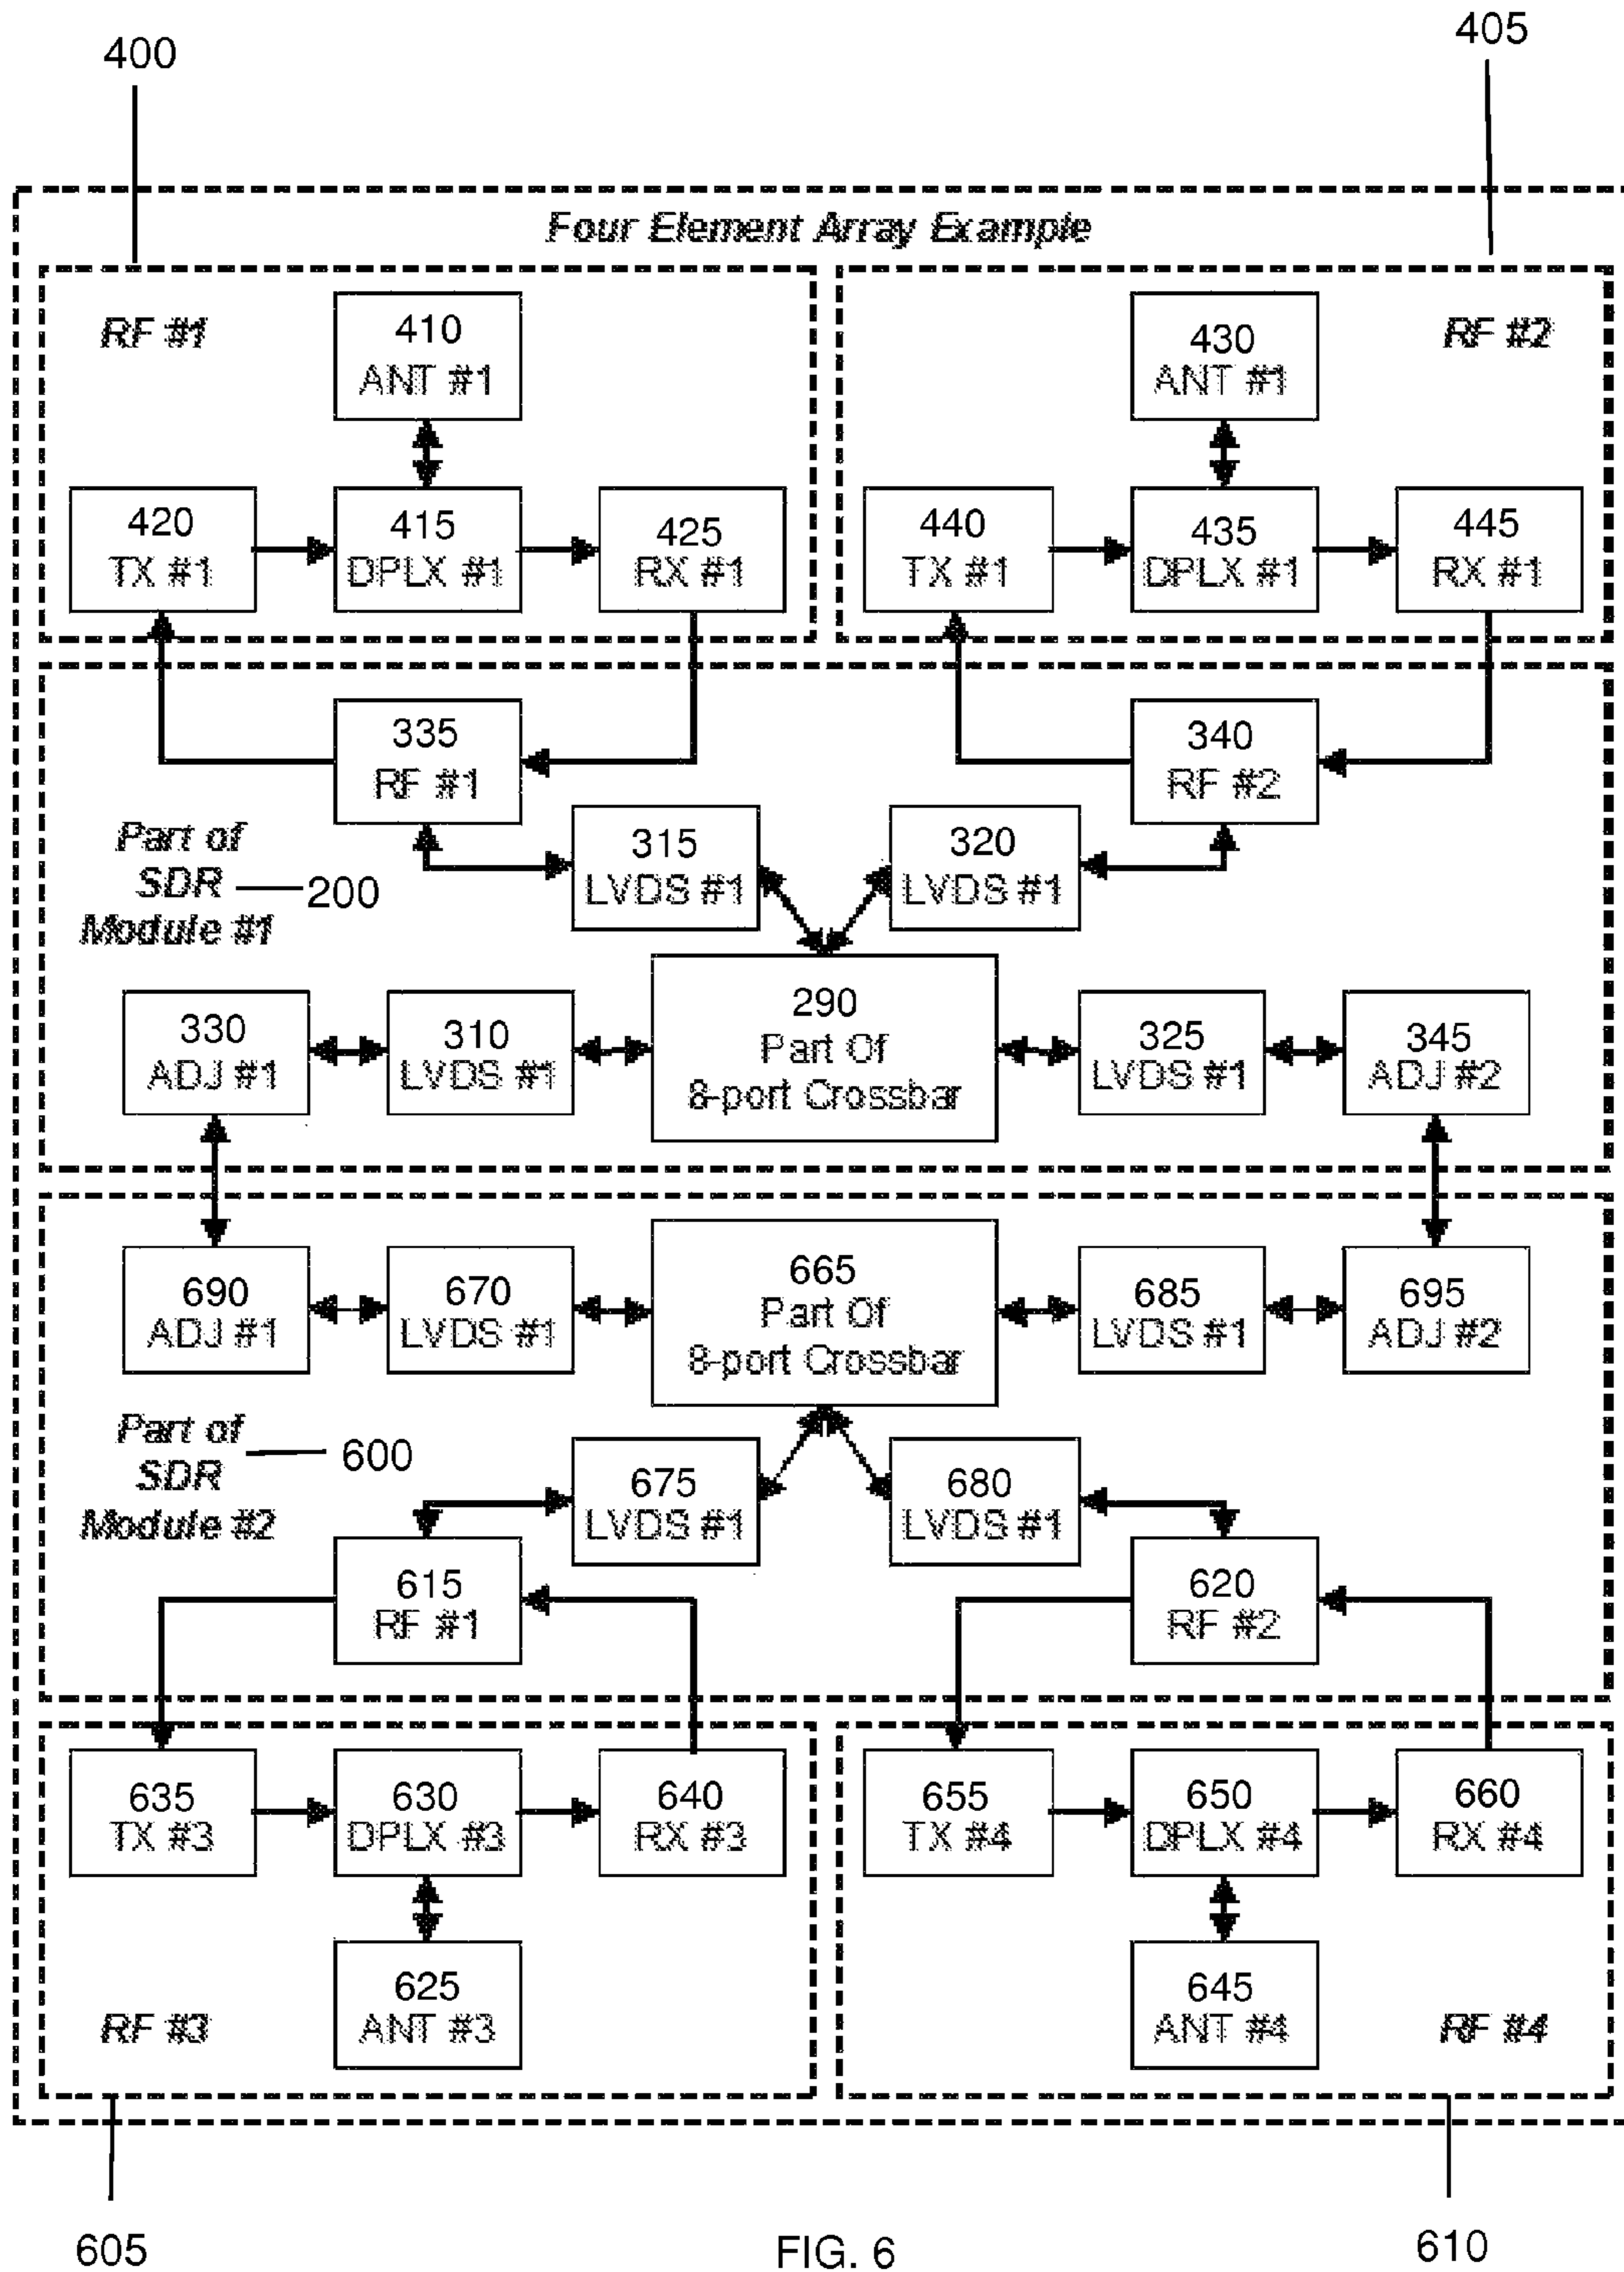 400
405
Four Element Array Example
RF #1
410
ANT #1
430
ANT #1
RF #2
420
TX #1
415
DPLX #1
425
RX #1
440
TX #1
435
DPLX #1
445
RX #1
335
RF #1
340
RF #2
Part of
SDR
Module #1
200
315
LVDS #1
320
LVDS #1
330
ADJ #1
310
LVDS #1
290
Part Of
8-port Crossbar
325
LVDS #1
345
ADJ #2
690
ADJ #1
670
LVDS #1
665
Part Of
8-port Crossbar
685
LVDS #1
695
ADJ #2
Part of
SDR
Module #2
600
675
LVDS #1
680
LVDS #1
615
RF #1
620
RF #2
635
TX #3
630
DPLX #3
640
RX #3
655
TX #4
650
DPLX #4
660
RX #4
RF #3
625
ANT #3
645
ANT #4
RF #4
605
FIG. 6
610